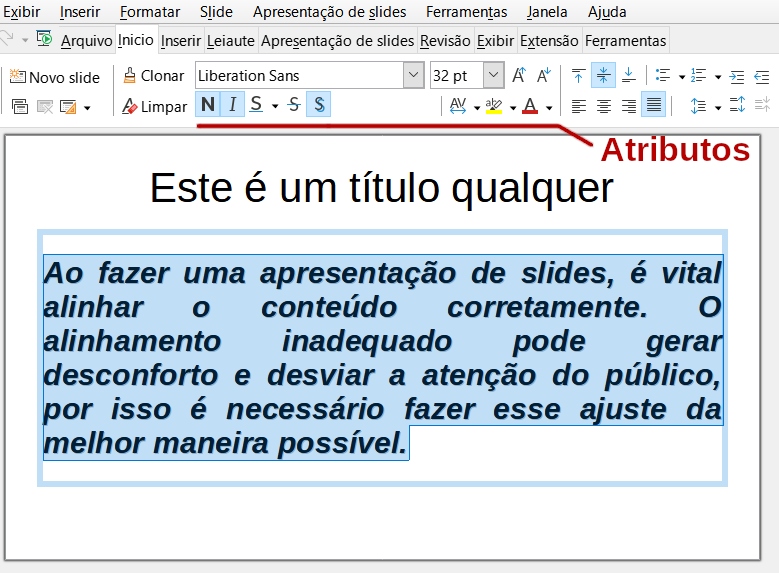 Exibir Inserir Formatar Slide Apresentação de slides Ferramentas Janela Ajuda
Arquivo Inicio Inserir Leiaute Apresentação de slides Revisão Exibir Extensão Ferramentas
Novo slide Clonar Liberation Sans 32 pt A A
Limpar N I S S S AV ab A
Atributos
Este é um título qualquer
Ao fazer uma apresentação de slides, é vital
alinhar o conteúdo corretamente. O
alinhamento inadequado pode gerar
desconforto e desviar a atenção do público,
por isso é necessário fazer esse ajuste da
melhor maneira possível.